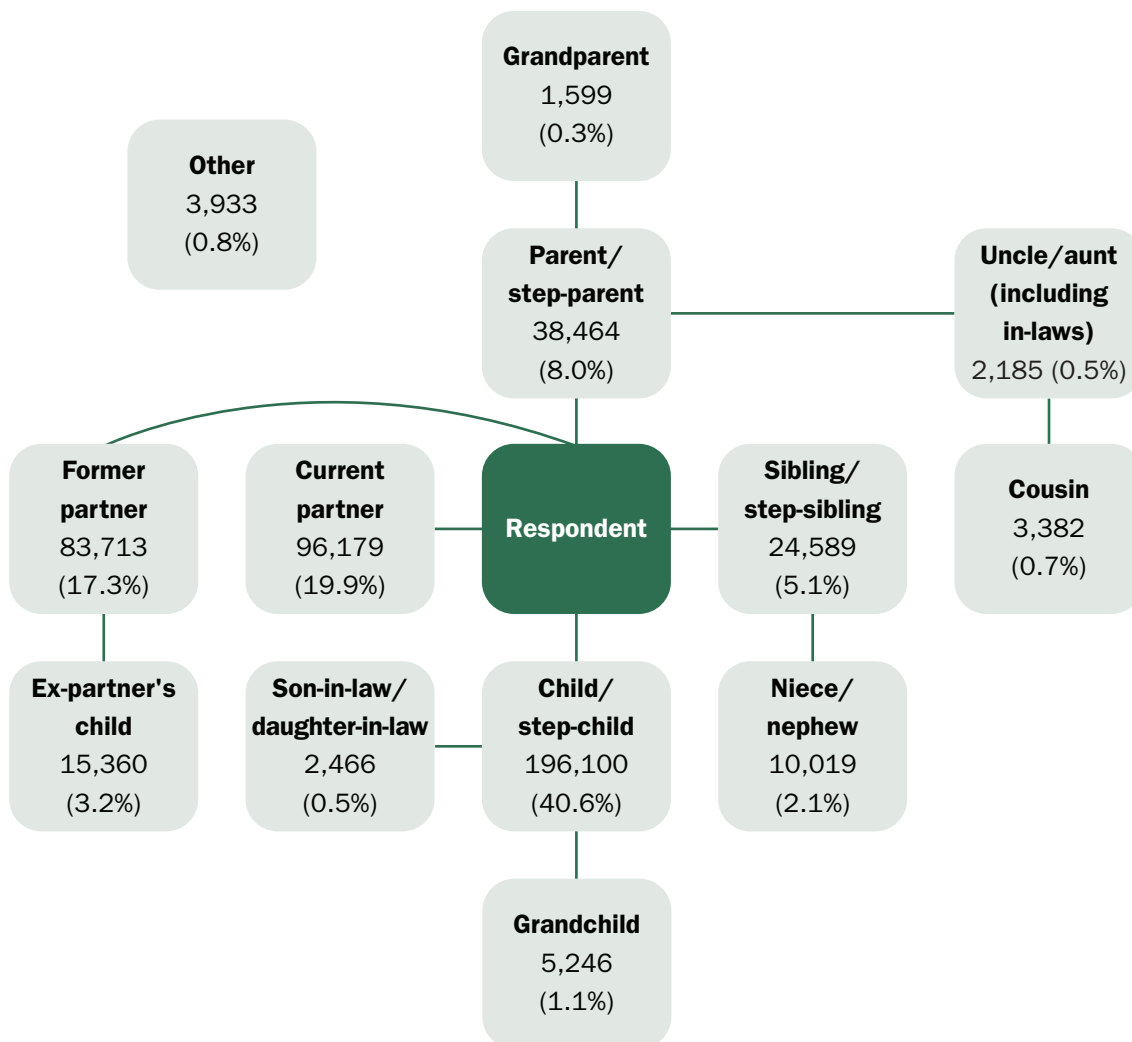 Grandparent
1,599
(0.3%)
Other
3,933
(0.8%)
Parent/
step-parent
38,464
(8.0%)
Uncle/aunt
(including
in-laws)
2,185 (0.5%)
Former
partner
83,713
(17.3%)
Current
partner
96,179
(19.9%)
Respondent
Sibling/
step-sibling
24,589
(5.1%)
Cousin
3,382
(0.7%)
Ex-partner's
child
15,360
(3.2%)
Son-in-law/
daughter-in-law
2,466
(0.5%)
Child/
step-child
196,100
(40.6%)
Niece/
nephew
10,019
(2.1%)
Grandchild
5,246
(1.1%)